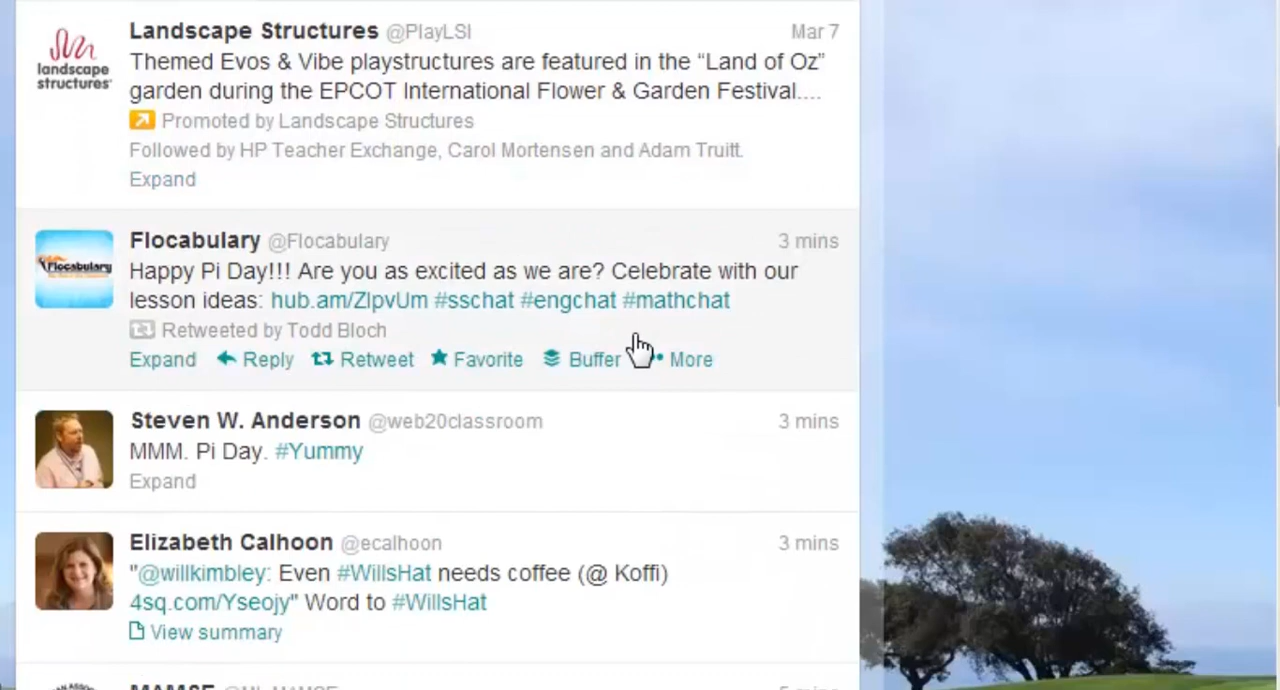 Landscape Structures @PlayLSI Mar 7
landscape
structures
Themed Evos & Vibe playstructures are featured in the “Land of Oz”
garden during the EPCOT International Flower & Garden Festival....
Promoted by Landscape Structures
Followed by HP Teacher Exchange, Carol Mortensen and Adam Truitt.
Expand
Flocabulary @Flocabulary 3 mins
Flocabulary
Happy Pi Day!!! Are you as excited as we are? Celebrate with our
lesson ideas: hub.am/ZlpvUm #sschat #engchat #mathchat
Retweeted by Todd Bloch
Expand Reply Retweet Favorite Buffer More
Steven W. Anderson @web20classroom 3 mins
MMM. Pi Day. #Yummy
Expand
Elizabeth Calhoon @ecalhoon 3 mins
"@willkimbley: Even #WillsHat needs coffee (@ Koffi)
4sq.com/Yseojy" Word to #WillsHat
View summary